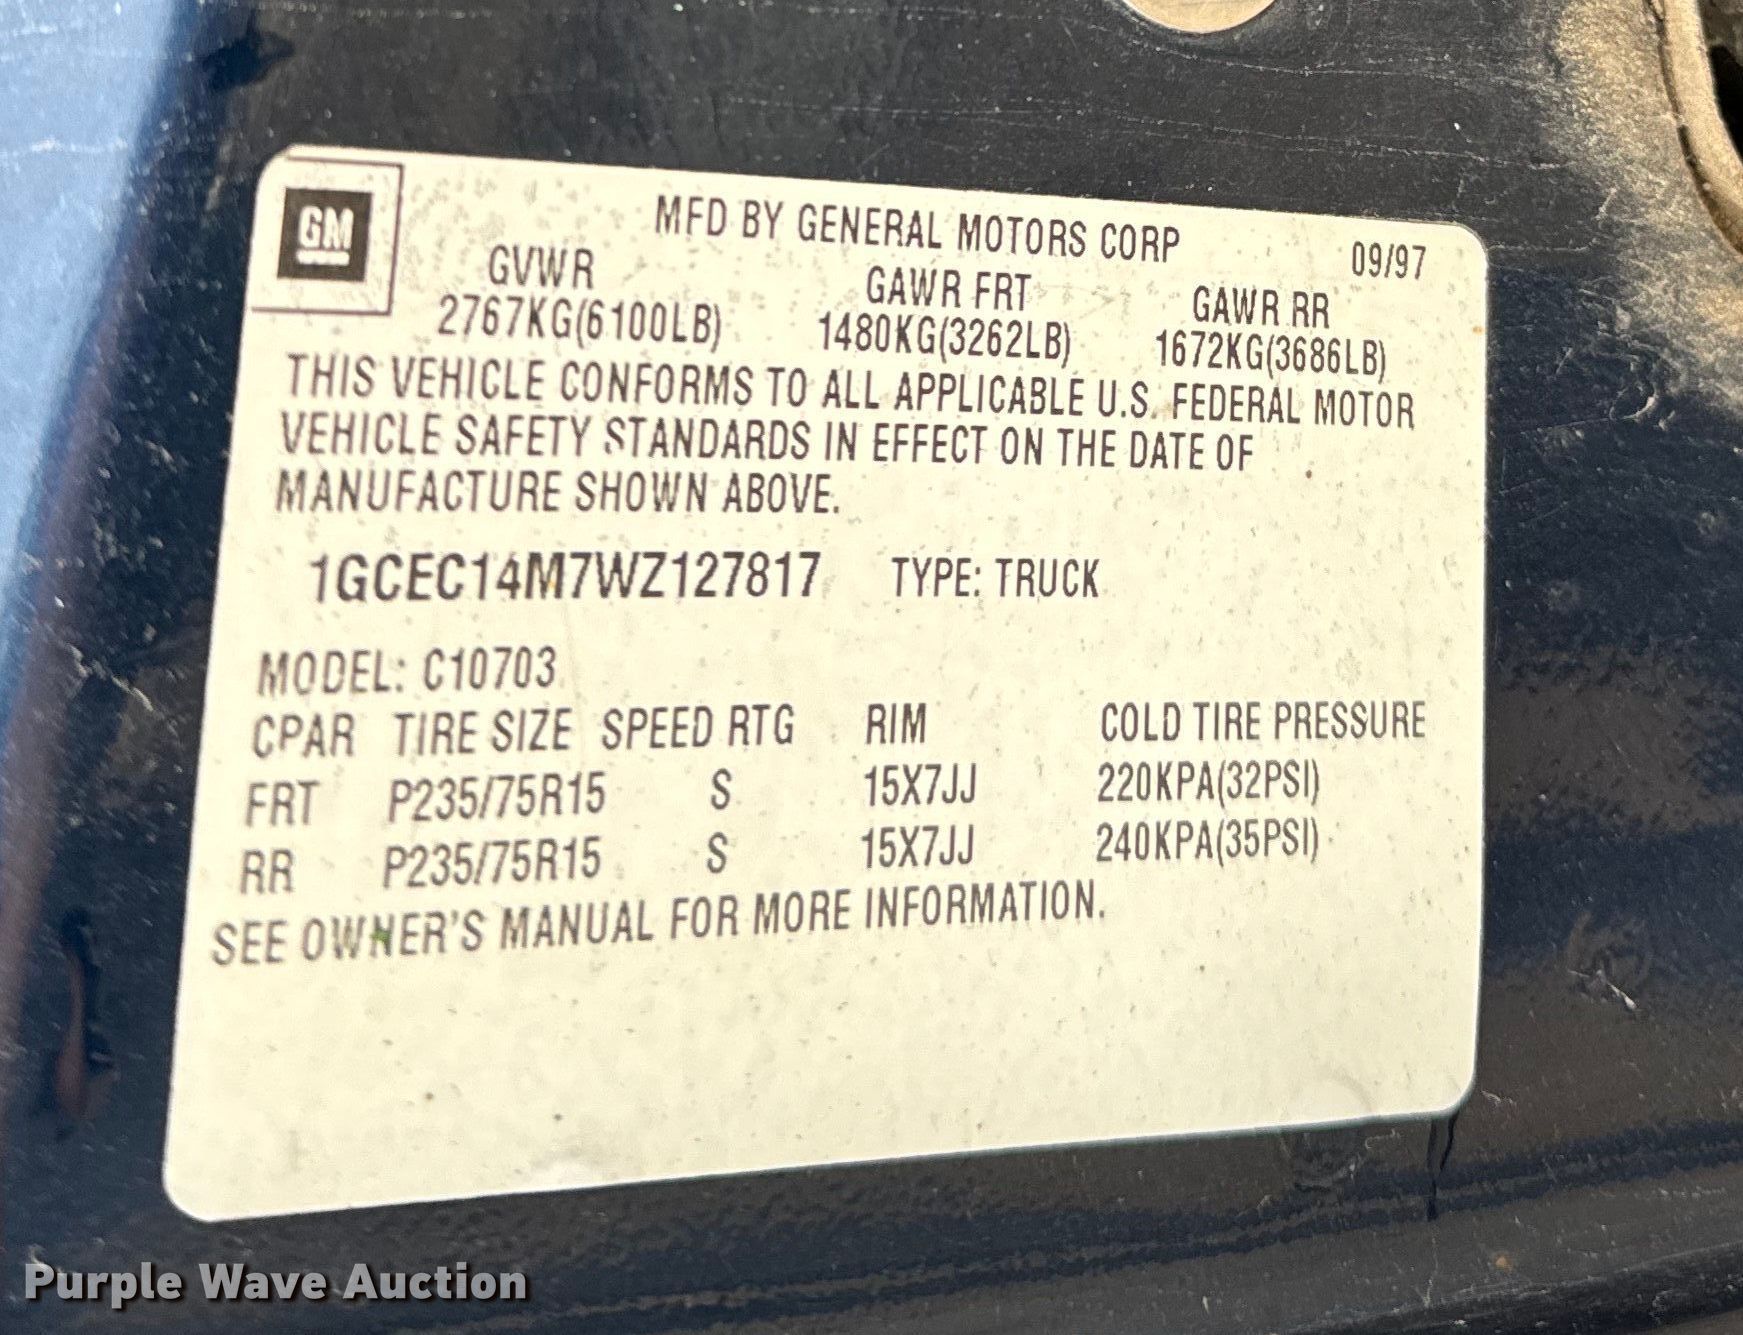 GM
MFD BY GENERAL MOTORS CORP 09/97
GVWR GAWR FRT GAWR RR
2767KG(6100LB) 1480KG(3262LB) 1672KG(3686LB)
THIS VEHICLE CONFORMS TO ALL APPLICABLE U.S. FEDERAL MOTOR
VEHICLE SAFETY STANDARDS IN EFFECT ON THE DATE OF
MANUFACTURE SHOWN ABOVE.
1GCEC14M7WZ127817 TYPE: TRUCK
MODEL: C10703
CPAR TIRE SIZE SPEED RTG RIM COLD TIRE PRESSURE
FRT P235/75R15 S 15X7JJ 220KPA(32PSI)
RR P235/75R15 S 15X7JJ 240KPA(35PSI)
SEE OWNER'S MANUAL FOR MORE INFORMATION.
Purple Wave Auction